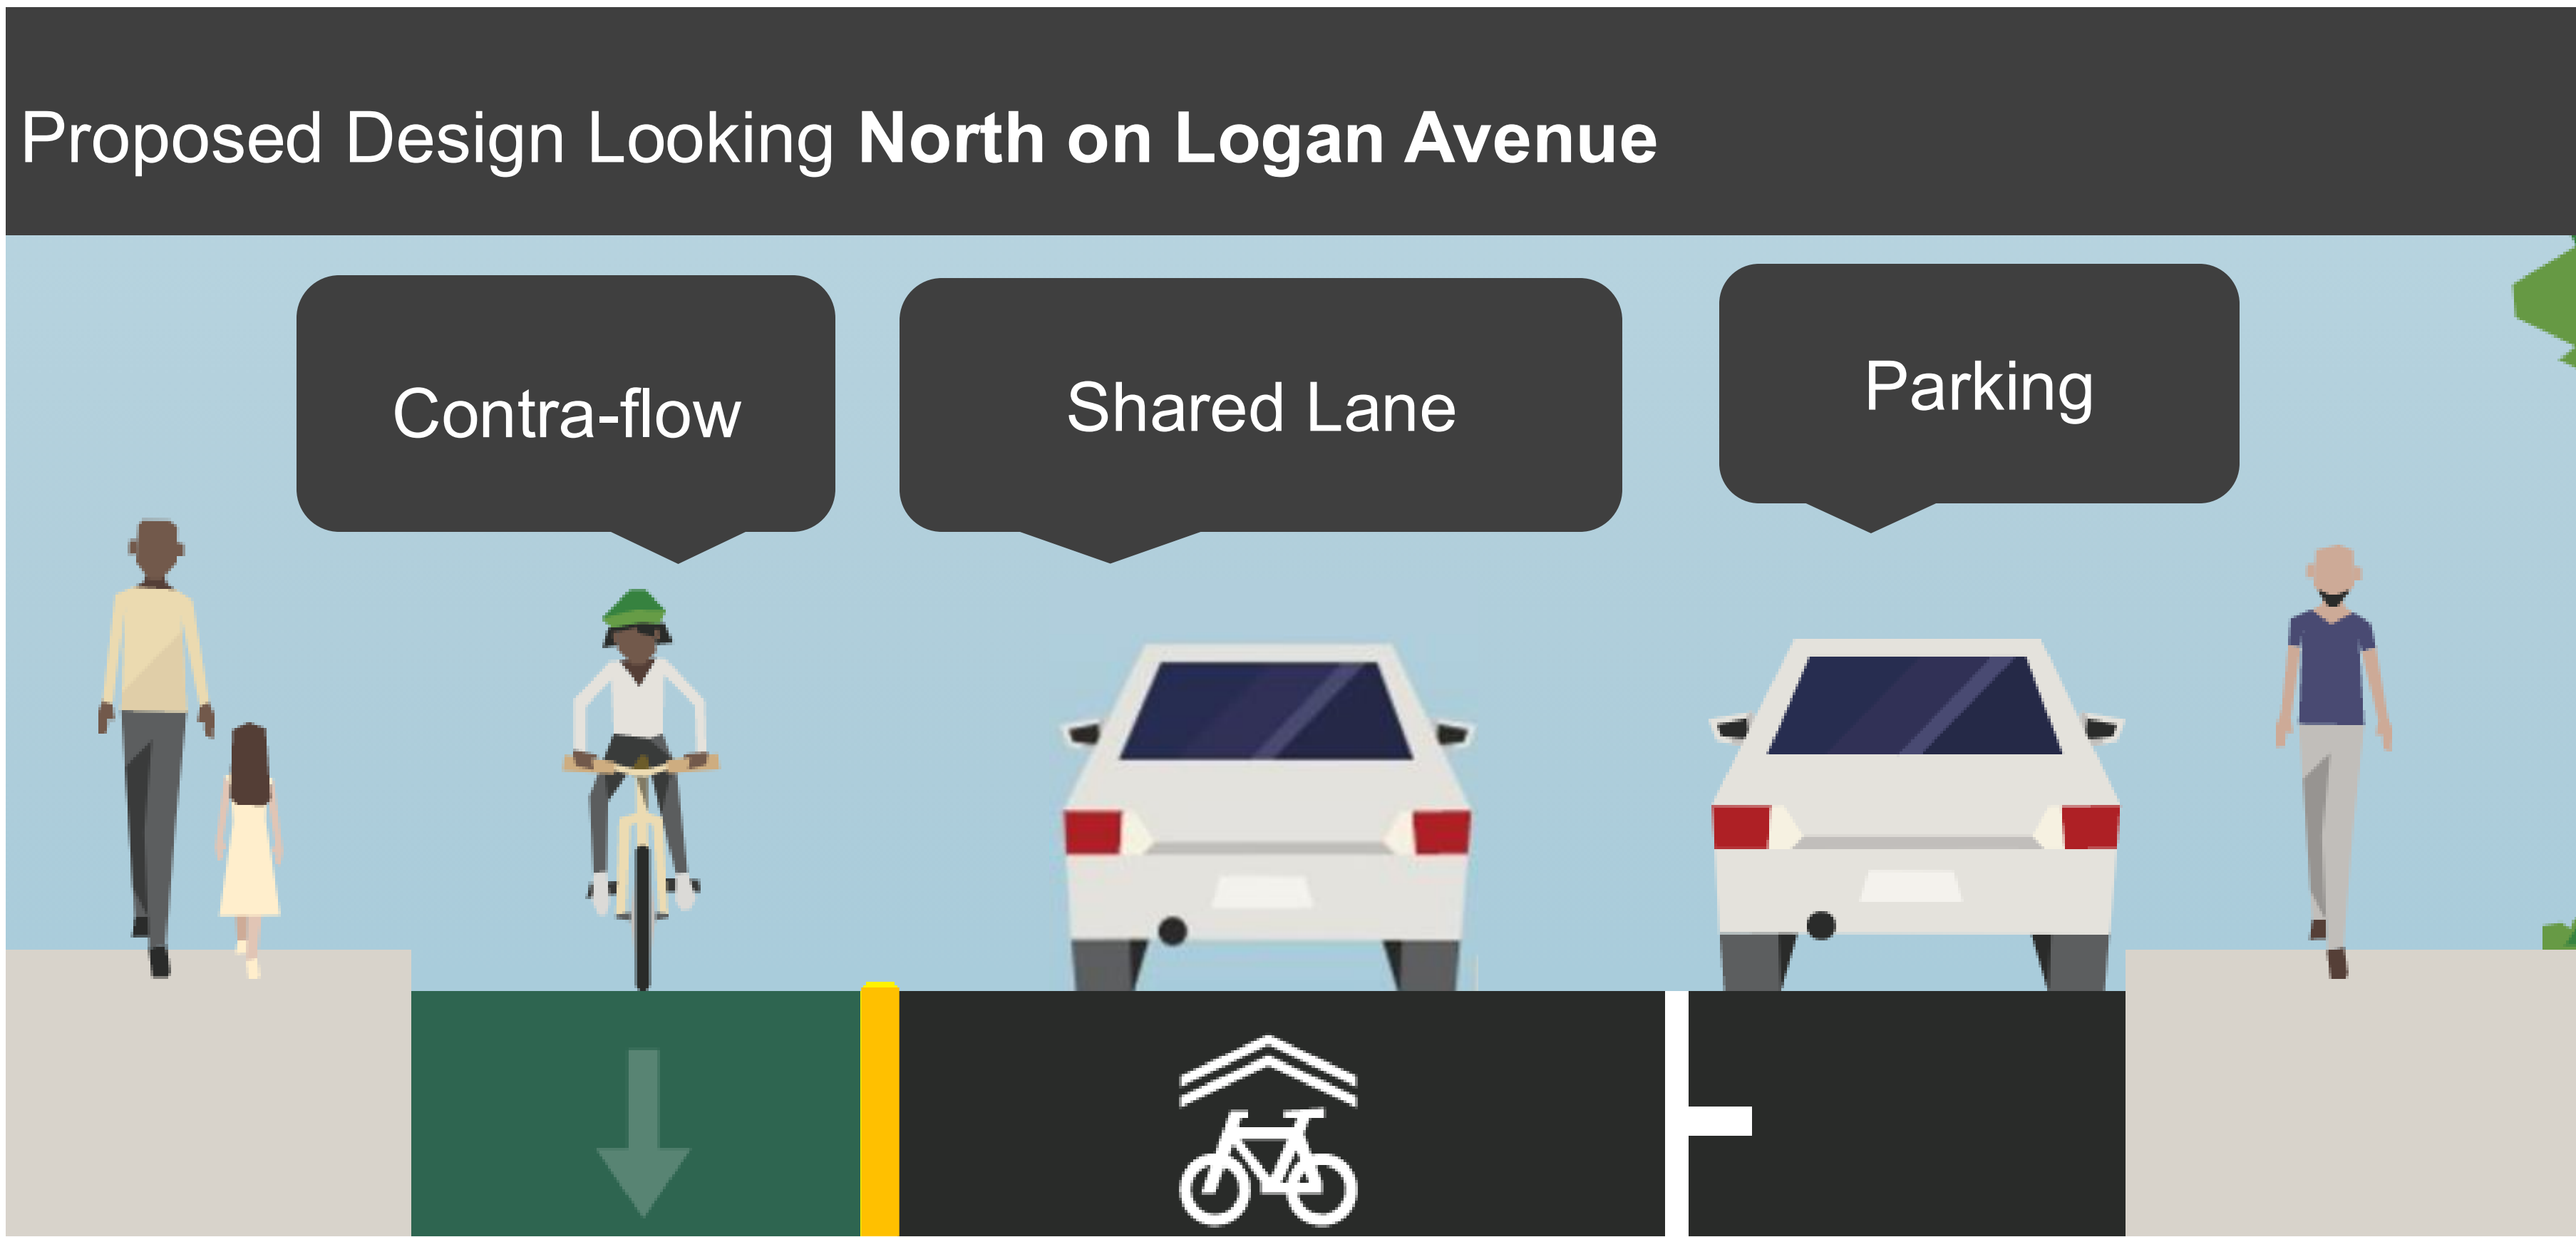 Proposed Design Looking North on Logan Avenue
Contra-flow
Shared Lane
Parking